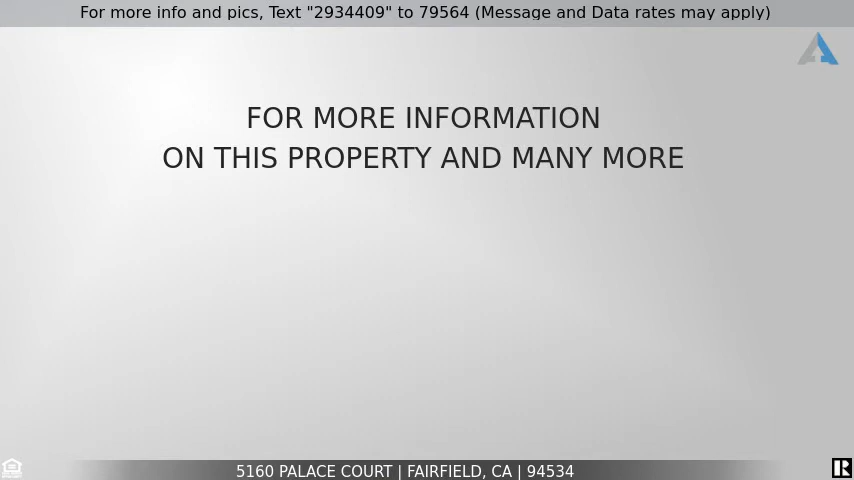 For more info and pics, Text "2934409" to 79564 (Message and Data rates may apply)
FOR MORE INFORMATION
ON THIS PROPERTY AND MANY MORE
5160 PALACE COURT | FAIRFIELD, CA | 94534